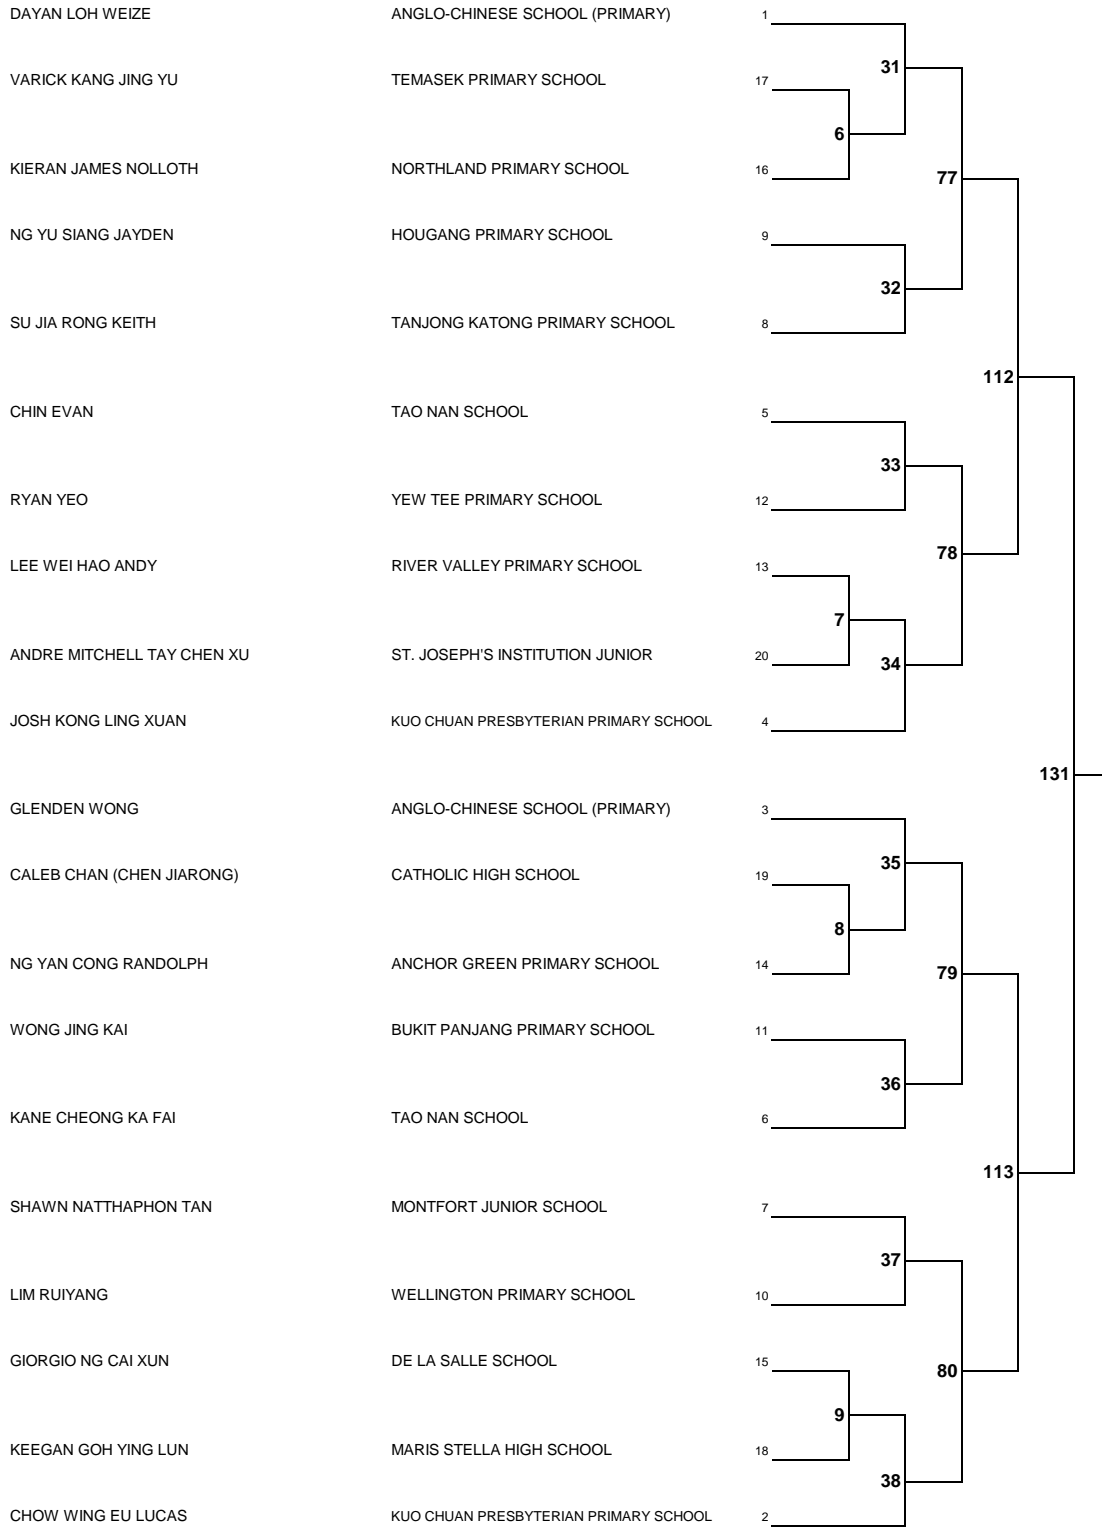 DAYAN LOH WEIZE ANGLO-CHINESE SCHOOL (PRIMARY) 1
31
VARICK KANG JING YU TEMASEK PRIMARY SCHOOL 17
6
KIERAN JAMES NOLLOTH NORTHLAND PRIMARY SCHOOL 16
77
NG YU SIANG JAYDEN HOUGANG PRIMARY SCHOOL 9
32
SU JIA RONG KEITH TANJONG KATONG PRIMARY SCHOOL 8
112
CHIN EVAN TAO NAN SCHOOL 5
33
RYAN YEO YEW TEE PRIMARY SCHOOL 12
78
LEE WEI HAO ANDY RIVER VALLEY PRIMARY SCHOOL 13
7
ANDRE MITCHELL TAY CHEN XU ST. JOSEPH'S INSTITUTION JUNIOR 20
34
JOSH KONG LING XUAN KUO CHUAN PRESBYTERIAN PRIMARY SCHOOL 4
131
GLENDEN WONG ANGLO-CHINESE SCHOOL (PRIMARY) 3
35
CALEB CHAN (CHEN JIARONG) CATHOLIC HIGH SCHOOL 19
8
NG YAN CONG RANDOLPH ANCHOR GREEN PRIMARY SCHOOL 14
79
WONG JING KAI BUKIT PANJANG PRIMARY SCHOOL 11
36
KANE CHEONG KA FAI TAO NAN SCHOOL 6
113
SHAWN NATTHAPHON TAN MONTFORT JUNIOR SCHOOL 7
37
LIM RUIYANG WELLINGTON PRIMARY SCHOOL 10
GIORGIO NG CAI XUN DE LA SALLE SCHOOL 15
80
9
KEEGAN GOH YING LUN MARIS STELLA HIGH SCHOOL 18
38
CHOW WING EU LUCAS KUO CHUAN PRESBYTERIAN PRIMARY SCHOOL 2